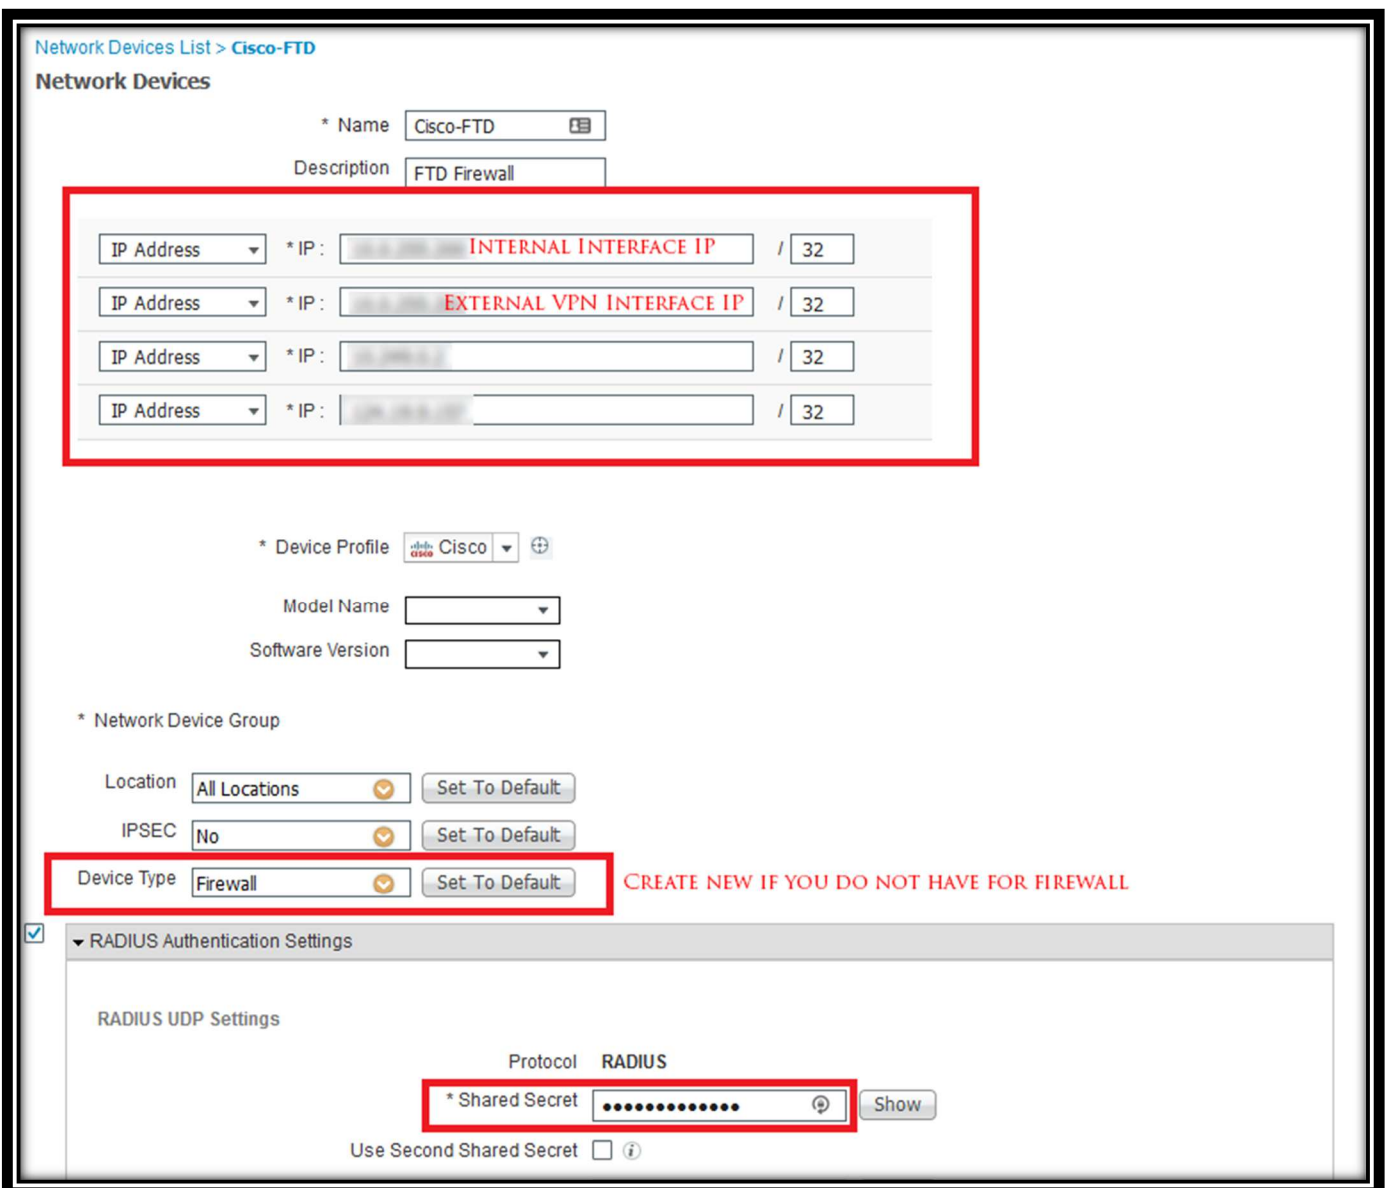 Network Devices List > Cisco-FTD
Network Devices
* Name Cisco-FTD
Description FTD Firewall
IP Address * IP : INTERNAL INTERFACE IP / 32
IP Address * IP : EXTERNAL VPN INTERFACE IP / 32
IP Address * IP : / 32
IP Address * IP : / 32
* Device Profile cisco Cisco
Model Name
Software Version
* Network Device Group
Location All Locations Set To Default
IPSEC No Set To Default
Device Type Firewall Set To Default CREATE NEW IF YOU DO NOT HAVE FOR FIREWALL
RADIUS Authentication Settings
RADIUS UDP Settings
Protocol RADIUS
* Shared Secret ••••••••••••• Show
Use Second Shared Secret i